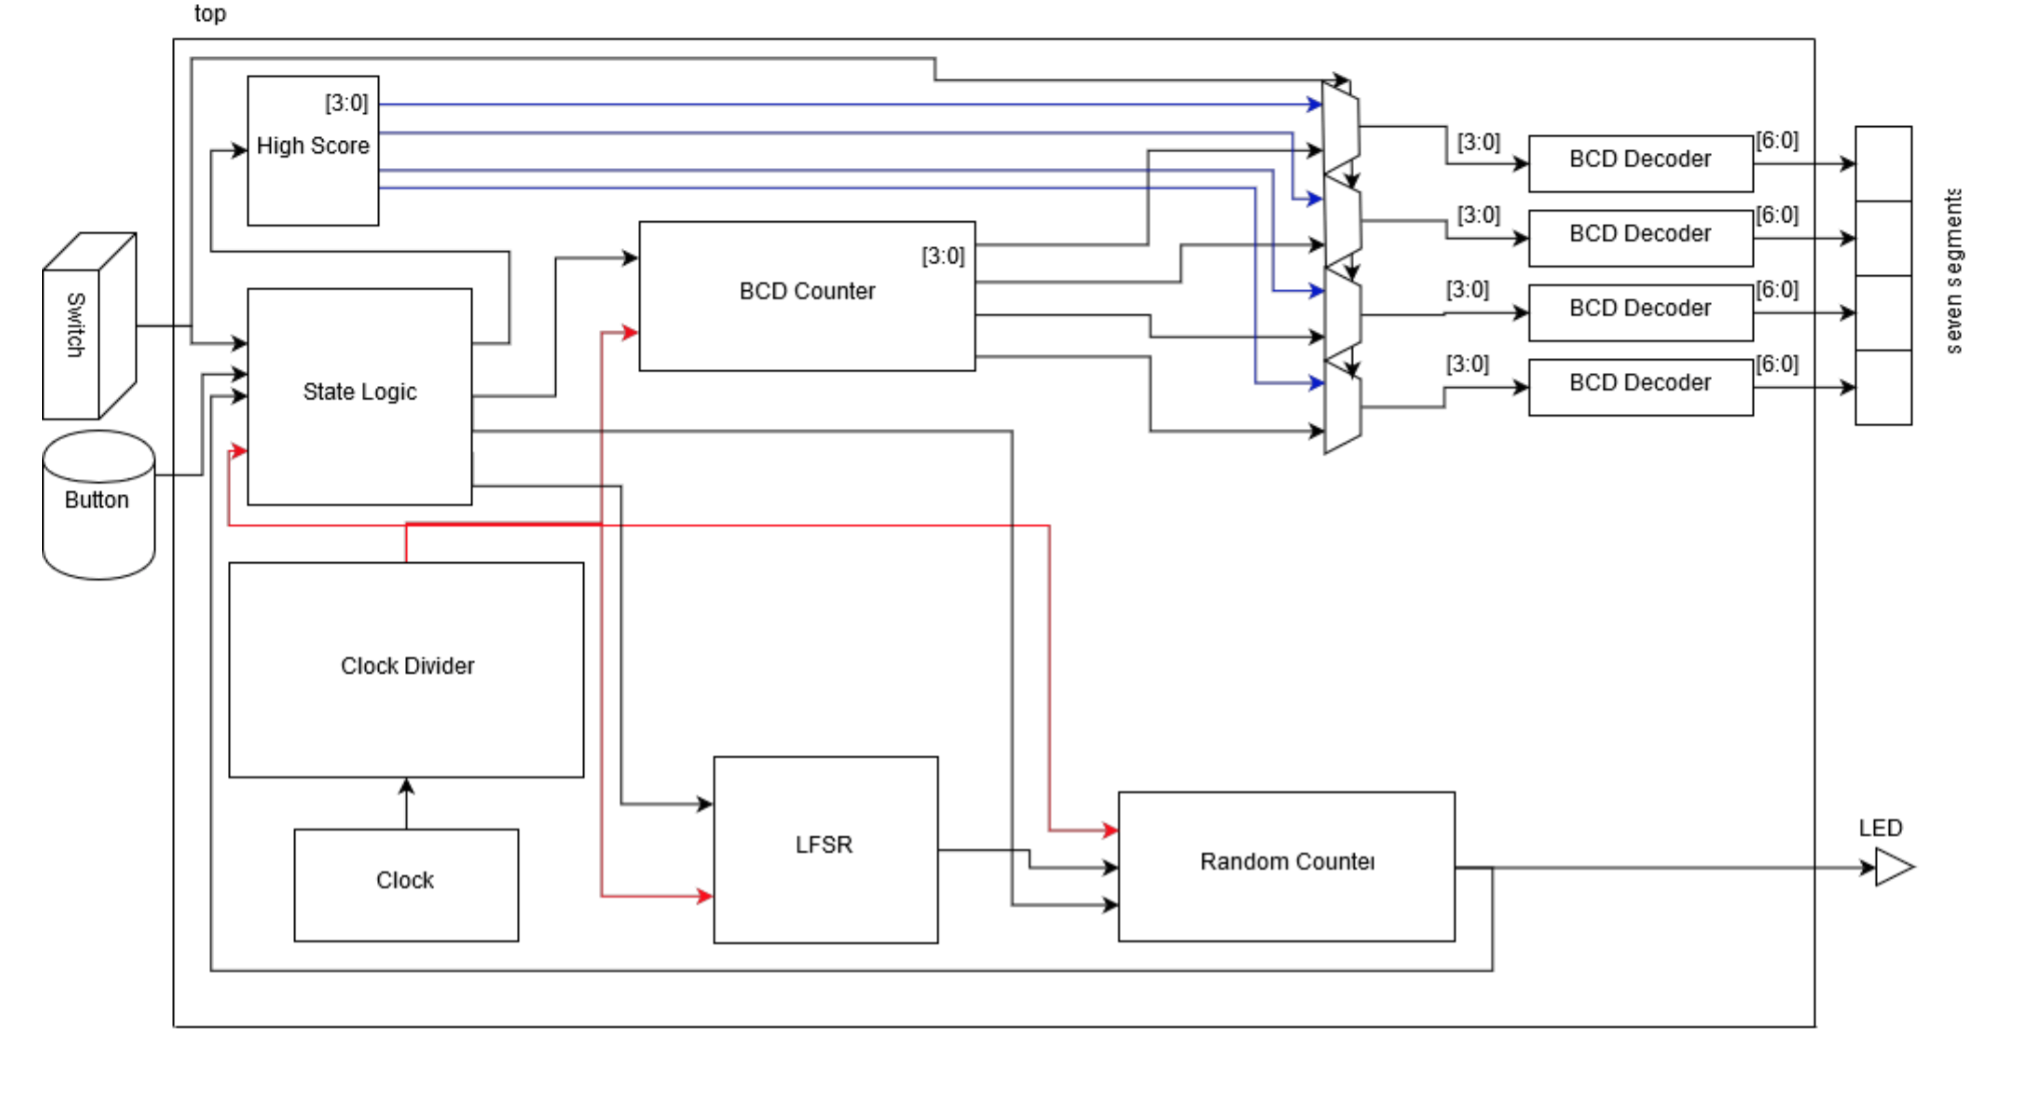 top
[3:0]
High Score
[3:0]
BCD Decoder
[6:0]
[3:0]
BCD Decoder
[6:0]
[3:0]
BCD Decoder
[6:0]
[3:0]
BCD Decoder
[6:0]
seven segments
Switch
[3:0]
BCD Counter
State Logic
Button
Clock Divider
LFSR
Random Counter
LED
Clock